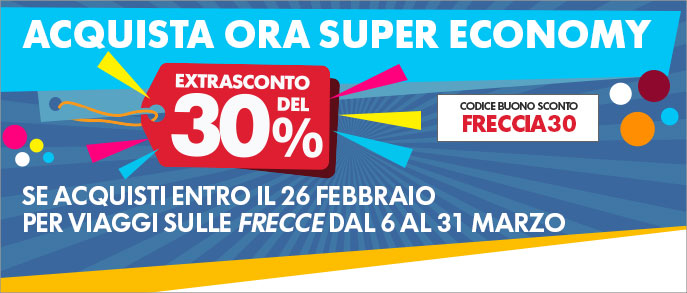 ACQUISTA ORA SUPER ECONOMY
EXTRASCONTO
DEL
30%
CODICE BUONO SCONTO
FRECCIA30
SE ACQUISTI ENTRO IL 26 FEBBRAIO
PER VIAGGI SULLE FRECCE DAL 6 AL 31 MARZO